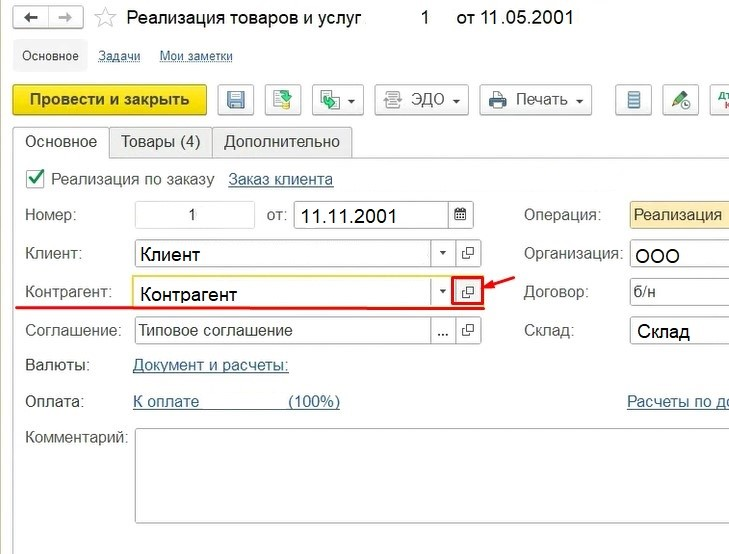 Реализация товаров и услуг 1 от 11.05.2001
Основное Задачи Мои заметки
Провести и закрыть ЭДО Печать
Основное Товары (4) Дополнительно
Реализация по заказу Заказ клиента
Номер: 1 от: 11.11.2001 Операция: Реализация
Клиент: Клиент Организация: ООО
Контрагент: Контрагент Договор: б/н
Соглашение: Типовое соглашение ... Склад: Склад
Валюты: Документ и расчеты:
Оплата: К оплате (100%) Расчеты по до
Комментарий: